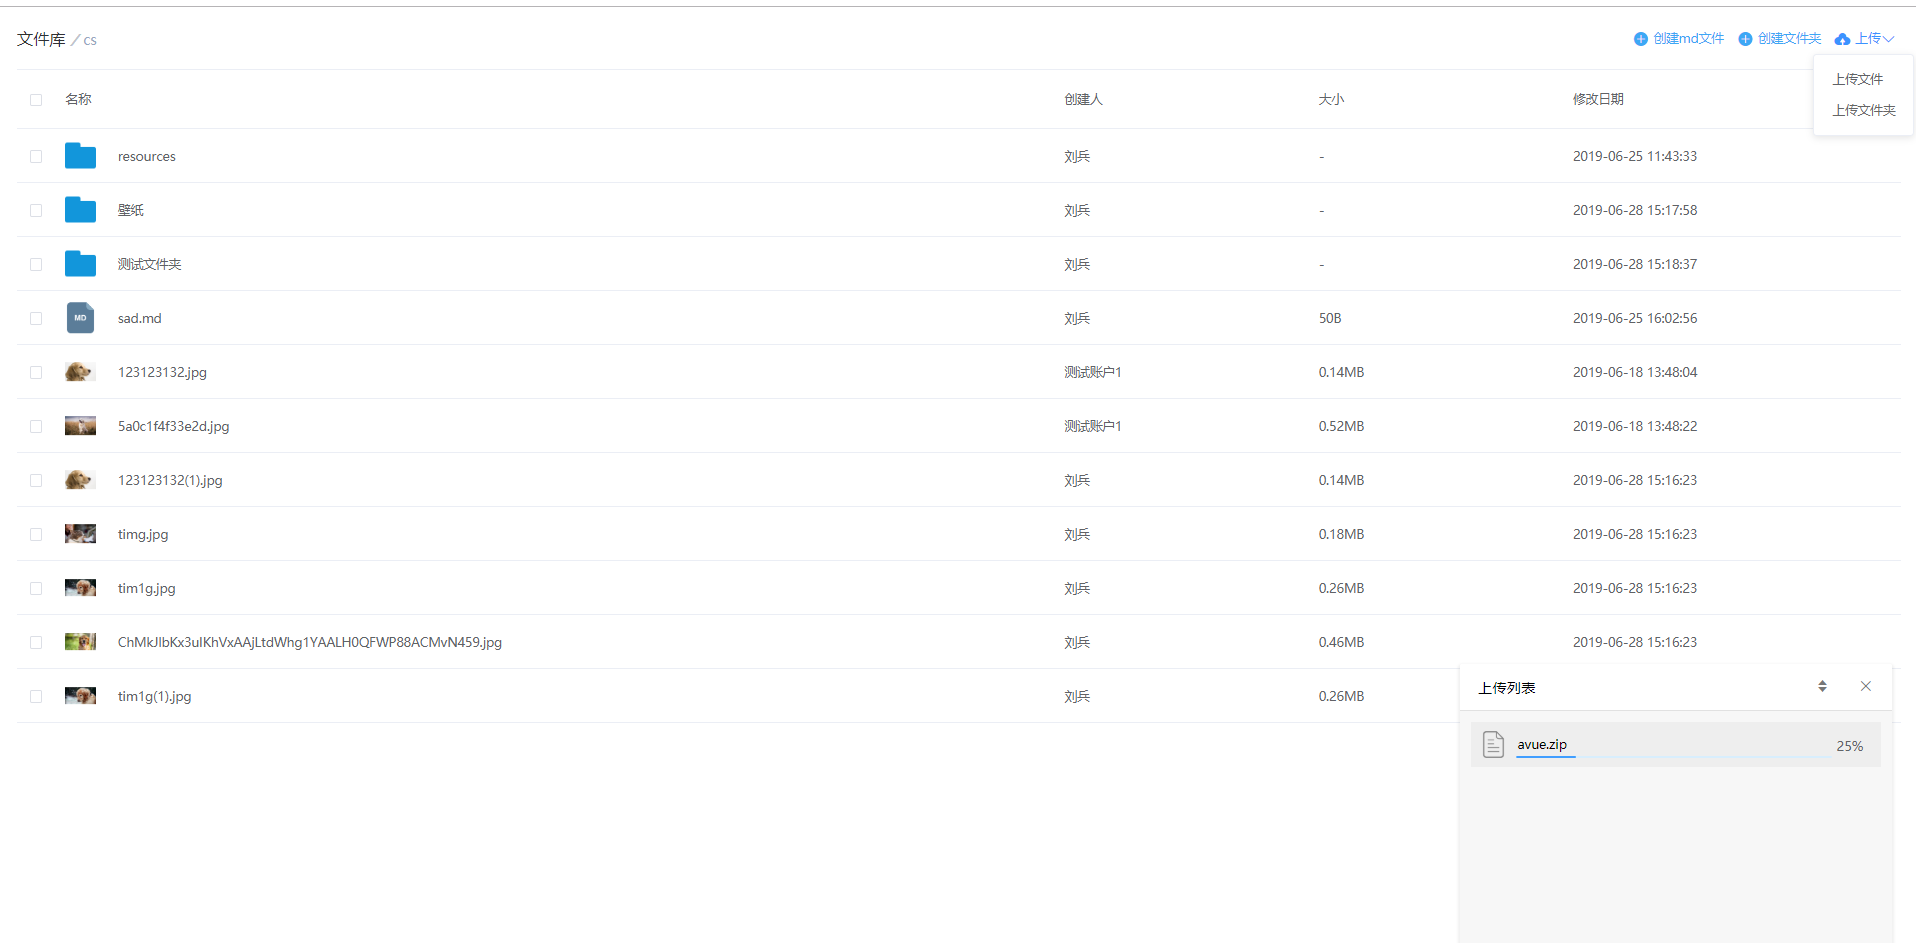 文件库 / cs
创建md文件 创建文件夹 上传
上传文件
上传文件夹
名称 创建人 大小 修改日期
resources 刘兵 - 2019-06-25 11:43:33
壁纸 刘兵 - 2019-06-28 15:17:58
测试文件夹 刘兵 - 2019-06-28 15:18:37
MD sad.md 刘兵 50B 2019-06-25 16:02:56
123123132.jpg 测试账户1 0.14MB 2019-06-18 13:48:04
5a0c1f4f33e2d.jpg 测试账户1 0.52MB 2019-06-18 13:48:22
123123132(1).jpg 刘兵 0.14MB 2019-06-28 15:16:23
timg.jpg 刘兵 0.18MB 2019-06-28 15:16:23
tim1g.jpg 刘兵 0.26MB 2019-06-28 15:16:23
ChMkJlbKx3uIKhVxAAjLtdWhg1YAALH0QFWP88ACMvN459.jpg 刘兵 0.46MB 2019-06-28 15:16:23
tim1g(1).jpg 刘兵 0.26MB
上传列表
avue.zip 25%